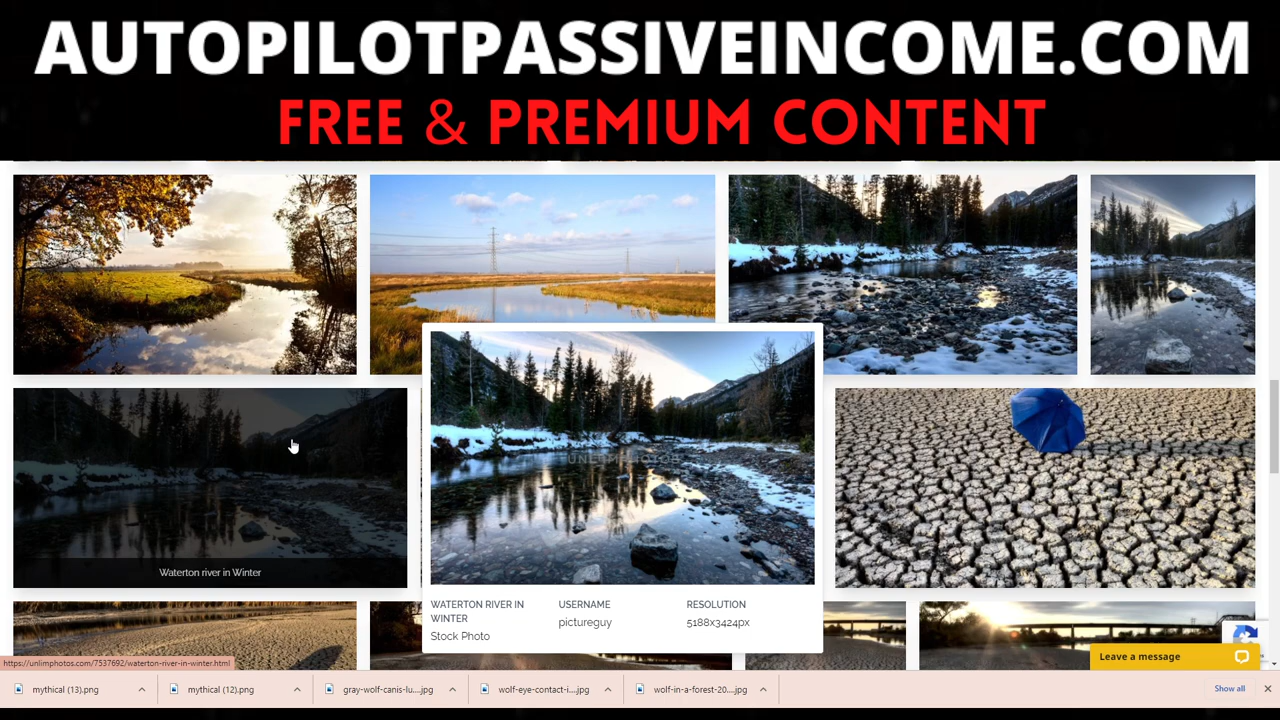 AUTOPILOTPASSIVEINCOME.COM
FREE & PREMIUM CONTENT
UNLIMPHOTOS
Waterton river in Winter
WATERTON RIVER IN
WINTER
Stock Photo
USERNAME
pictureguy
RESOLUTION
5188x3424px
Leave a message
https://unlimphotos.com/7537692/waterton-river-in-winter.html
mythical (13).png
mythical (12).png
gray-wolf-canis-lu....jpg
wolf-eye-contact-i....jpg
wolf-in-a-forest-20....jpg
Show all